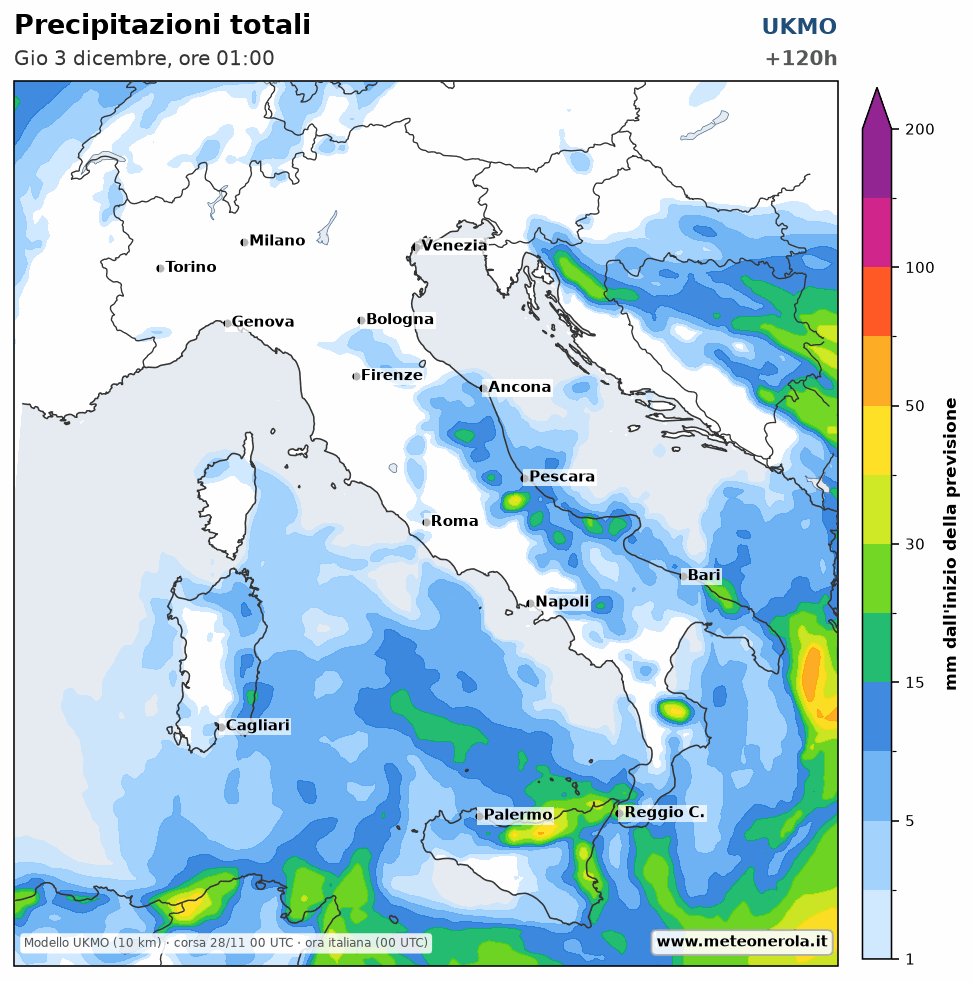 Precipitazioni totali
UKMO
Gio 3 dicembre, ore 01:00
+120h
200
100
50
30
15
5
1
mm dall'inizio della previsione
Milano
Venezia
Torino
Genova
Bologna
Firenze
Ancona
Pescara
Roma
Bari
Napoli
Cagliari
Palermo
Reggio C.
Modello UKMO (10 km) · corsa 28/11 00 UTC · ora italiana (00 UTC)
www.meteonerola.it